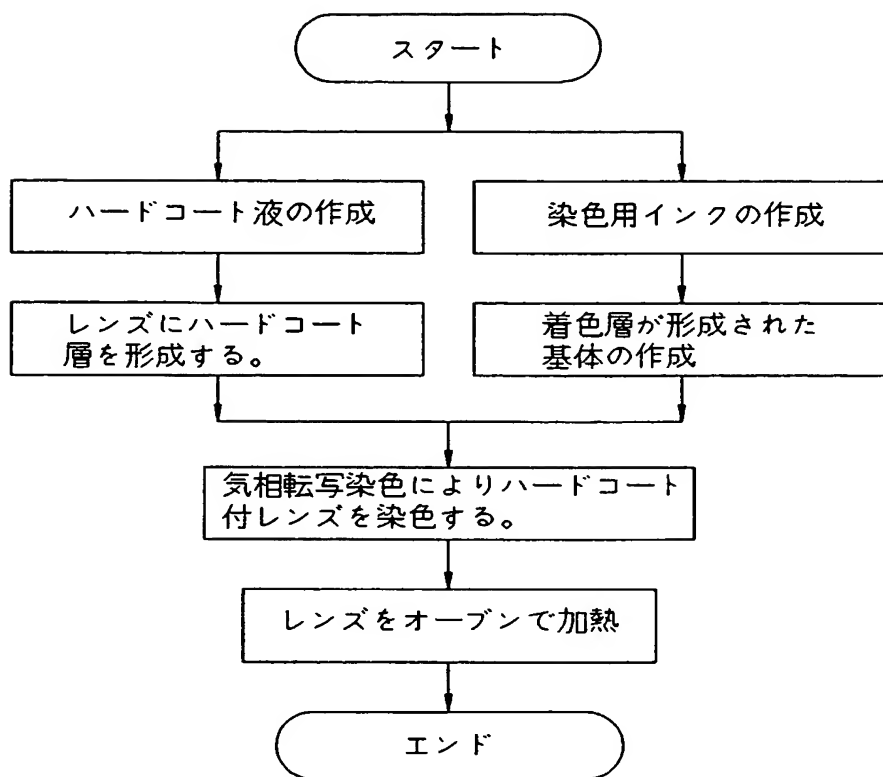 スタート
ハードコート液の作成
染色用インクの作成
レンズにハードコート
層を形成する。
着色層が形成された
基体の作成
気相転写染色によりハードコート
付レンズを染色する。
レンズをオーブンで加熱
エンド